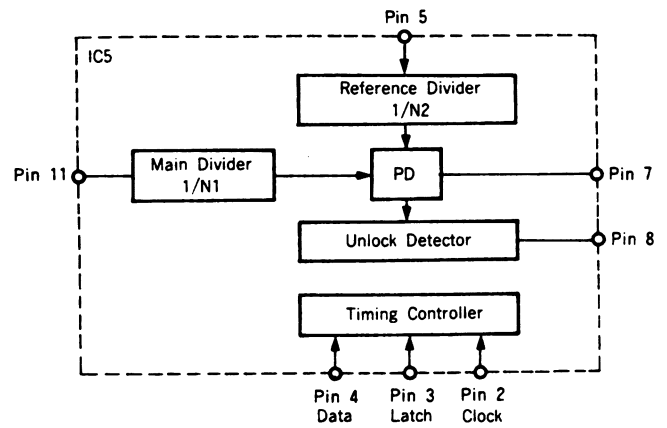 Pin 5
IC5
Reference Divider
1/N2
Main Divider
1/N1
Pin 11
PD
Pin 7
Unlock Detector
Pin 8
Timing Controller
Pin 4
Data
Pin 3
Latch
Pin 2
Clock